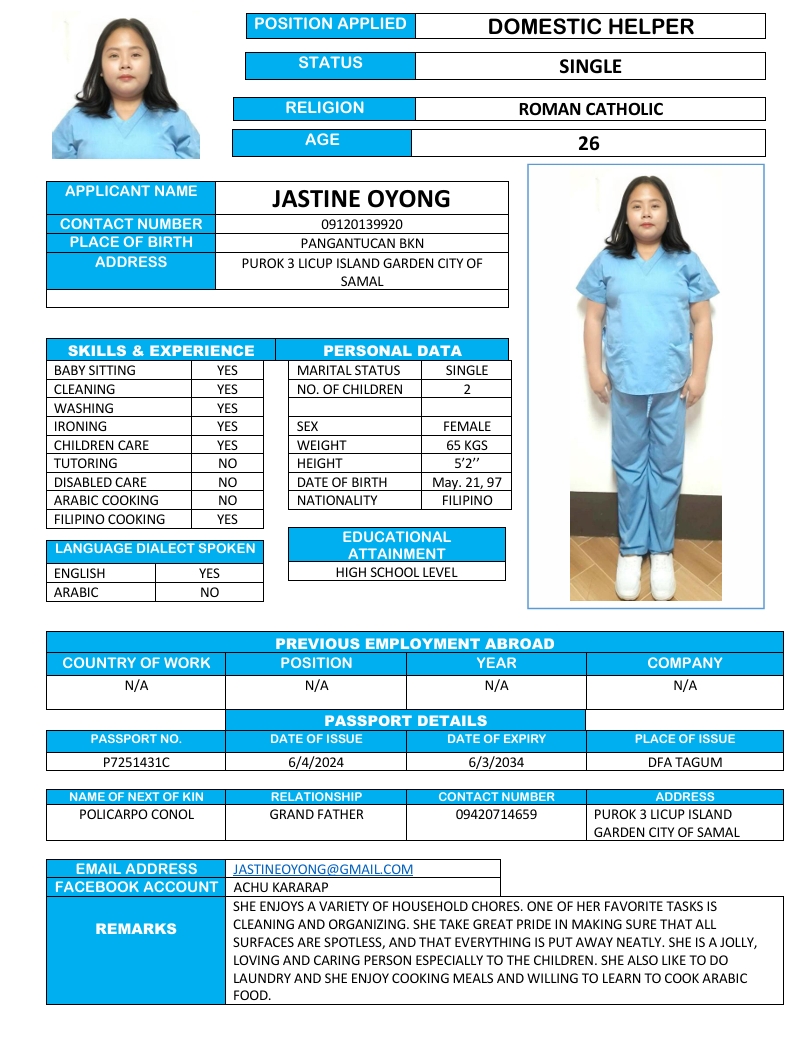 POSITION APPLIED DOMESTIC HELPER
STATUS SINGLE
RELIGION ROMAN CATHOLIC
AGE 26
APPLICANT NAME JASTINE OYONG
CONTACT NUMBER 09120139920
PLACE OF BIRTH PANGANTUCAN BKN
ADDRESS PUROK 3 LICUP ISLAND GARDEN CITY OF
SAMAL
SKILLS & EXPERIENCE
BABY SITTING YES
CLEANING YES
WASHING YES
IRONING YES
CHILDREN CARE YES
TUTORING NO
DISABLED CARE NO
ARABIC COOKING NO
FILIPINO COOKING YES
LANGUAGE DIALECT SPOKEN
ENGLISH YES
ARABIC NO
PERSONAL DATA
MARITAL STATUS SINGLE
NO. OF CHILDREN 2
SEX FEMALE
WEIGHT 65 KGS
HEIGHT 5’2’’
DATE OF BIRTH May. 21, 97
NATIONALITY FILIPINO
EDUCATIONAL
ATTAINMENT
HIGH SCHOOL LEVEL
PREVIOUS EMPLOYMENT ABROAD
COUNTRY OF WORK POSITION YEAR COMPANY
N/A N/A N/A N/A
PASSPORT DETAILS
PASSPORT NO. DATE OF ISSUE DATE OF EXPIRY PLACE OF ISSUE
P7251431C 6/4/2024 6/3/2034 DFA TAGUM
NAME OF NEXT OF KIN RELATIONSHIP CONTACT NUMBER ADDRESS
POLICARPO CONOL GRAND FATHER 09420714659 PUROK 3 LICUP ISLAND
GARDEN CITY OF SAMAL
EMAIL ADDRESS JASTINEOYONG@GMAIL.COM
FACEBOOK ACCOUNT ACHU KARARAP
REMARKS
SHE ENJOYS A VARIETY OF HOUSEHOLD CHORES. ONE OF HER FAVORITE TASKS IS
CLEANING AND ORGANIZING. SHE TAKE GREAT PRIDE IN MAKING SURE THAT ALL
SURFACES ARE SPOTLESS, AND THAT EVERYTHING IS PUT AWAY NEATLY. SHE IS A JOLLY,
LOVING AND CARING PERSON ESPECIALLY TO THE CHILDREN. SHE ALSO LIKE TO DO
LAUNDRY AND SHE ENJOY COOKING MEALS AND WILLING TO LEARN TO COOK ARABIC
FOOD.